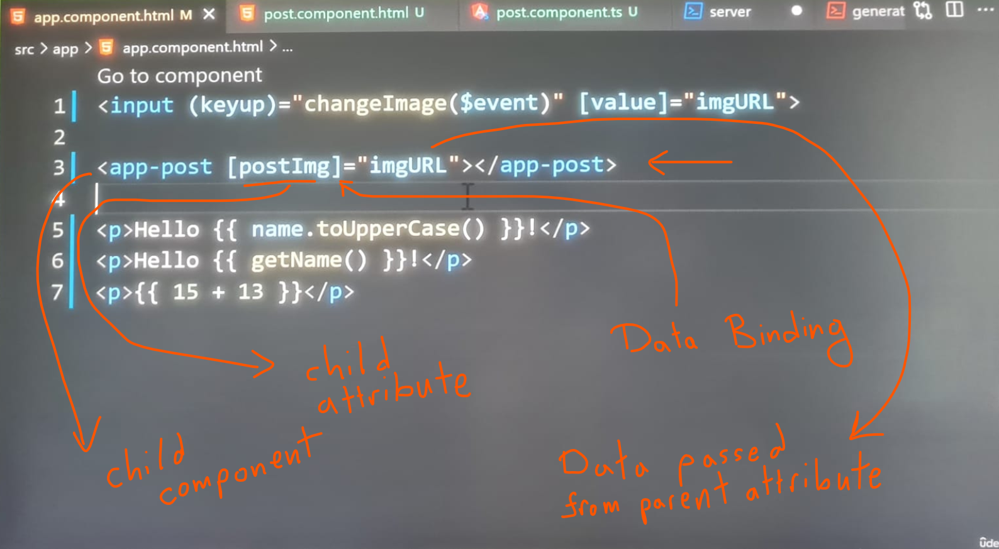 app.component.html M
post.component.html U
post.component.ts U
server
generat
src > app > app.component.html > ...
Go to component
1 <input (keyup)="changeImage($event)" [value]="imgURL">
2
3 <app-post [postImg]="imgURL"></app-post>
4
5 <p>Hello {{ name.toUpperCase() }}!</p>
6 <p>Hello {{ getName() }}!</p>
7 <p>{{ 15 + 13 }}</p>
Data Binding
child
attribute
child
component
Data passed
from parent attribute
ûde